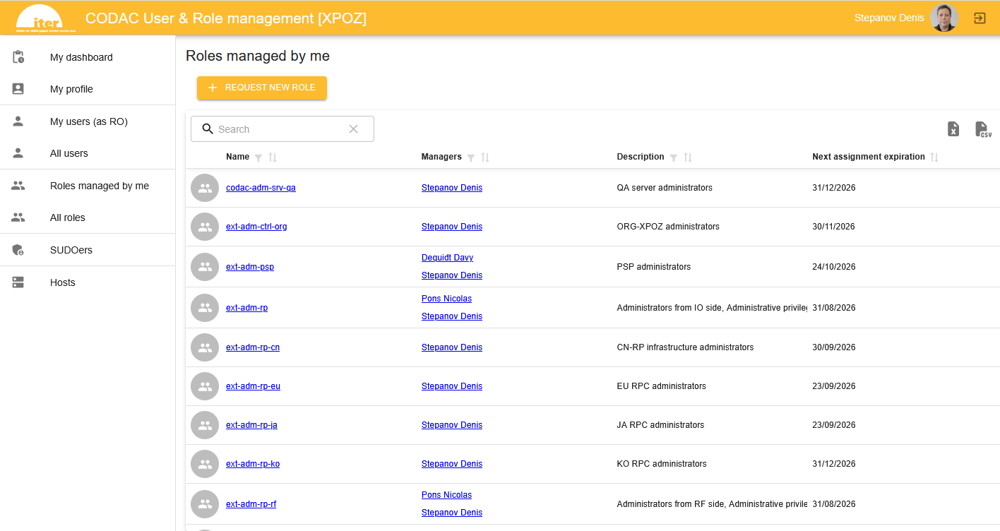 iter
CODAC User & Role management [XPOZ]
Stepanov Denis
My dashboard
My profile
My users (as RO)
All users
Roles managed by me
All roles
SUDOers
Hosts
Roles managed by me
REQUEST NEW ROLE
Search
CSV
Name Managers Description Next assignment expiration
codac-adm-srv-qa Stepanov Denis QA server administrators 31/12/2026
ext-adm-ctrl-org Stepanov Denis ORG-XPOZ administrators 30/11/2026
ext-adm-psp Dequidt Davy
Stepanov Denis PSP administrators 24/10/2026
ext-adm-rp Pons Nicolas
Stepanov Denis Administrators from IO side, Administrative privileg 31/08/2026
ext-adm-rp-cn Stepanov Denis CN-RP infrastructure administrators 30/09/2026
ext-adm-rp-eu Stepanov Denis EU RPC administrators 23/09/2026
ext-adm-rp-ja Stepanov Denis JA RPC administrators 23/09/2026
ext-adm-rp-ko Stepanov Denis KO RPC administrators 31/12/2026
ext-adm-rp-rf Pons Nicolas
Stepanov Denis Administrators from RF side, Administrative privile 31/08/2026